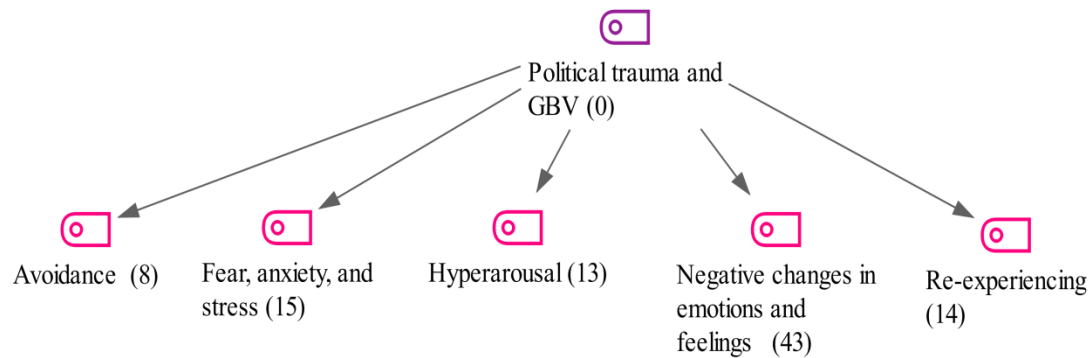 Political trauma and
GBV (0)
Avoidance (8)
Fear, anxiety, and
stress (15)
Hyperarousal (13)
Negative changes in
emotions and
feelings (43)
Re-experiencing
(14)